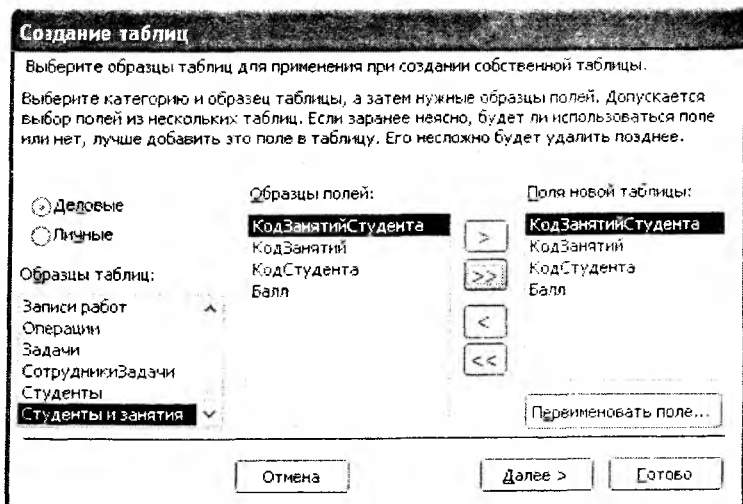 Создание таблиц
Выберите образцы таблиц для применения при создании собственной таблицы.
Выберите категорию и образец таблицы, а затем нужные образцы полей. Допускается
выбор полей из нескольких таблиц. Если заранее неясно, будет ли использоваться поле
или нет, лучше добавить это поле в таблицу. Его несложно будет удалить позднее.
Деловые
Личные
Образцы таблиц:
Записи работ
Операции
Задачи
СотрудникиЗадачи
Студенты
Студенты и занятия
Образцы полей:
КодЗанятийСтудента
КодЗанятий
КодСтудента
Балл
>
>>
<
<<
Поля новой таблицы:
КодЗанятийСтудента
КодЗанятий
КодСтудента
Балл
Переименовать поле...
Отмена
Далее >
Готово